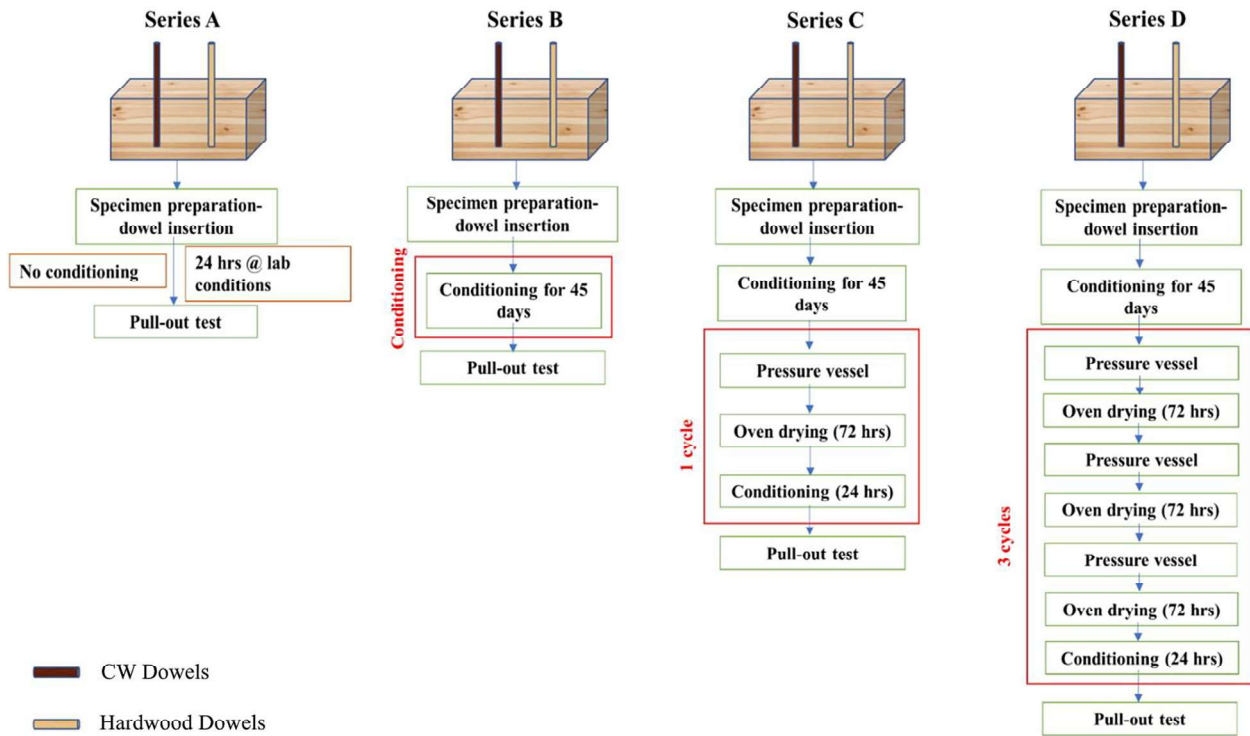 Series A
Specimen preparation-
dowel insertion
No conditioning
24 hrs @ lab
conditions
Pull-out test
Series B
Specimen preparation-
dowel insertion
Conditioning
Conditioning for 45
days
Pull-out test
Series C
Specimen preparation-
dowel insertion
Conditioning for 45
days
1 cycle
Pressure vessel
Oven drying (72 hrs)
Conditioning (24 hrs)
Pull-out test
Series D
Specimen preparation-
dowel insertion
Conditioning for 45
days
3 cycles
Pressure vessel
Oven drying (72 hrs)
Pressure vessel
Oven drying (72 hrs)
Pressure vessel
Oven drying (72 hrs)
Conditioning (24 hrs)
Pull-out test
CW Dowels
Hardwood Dowels